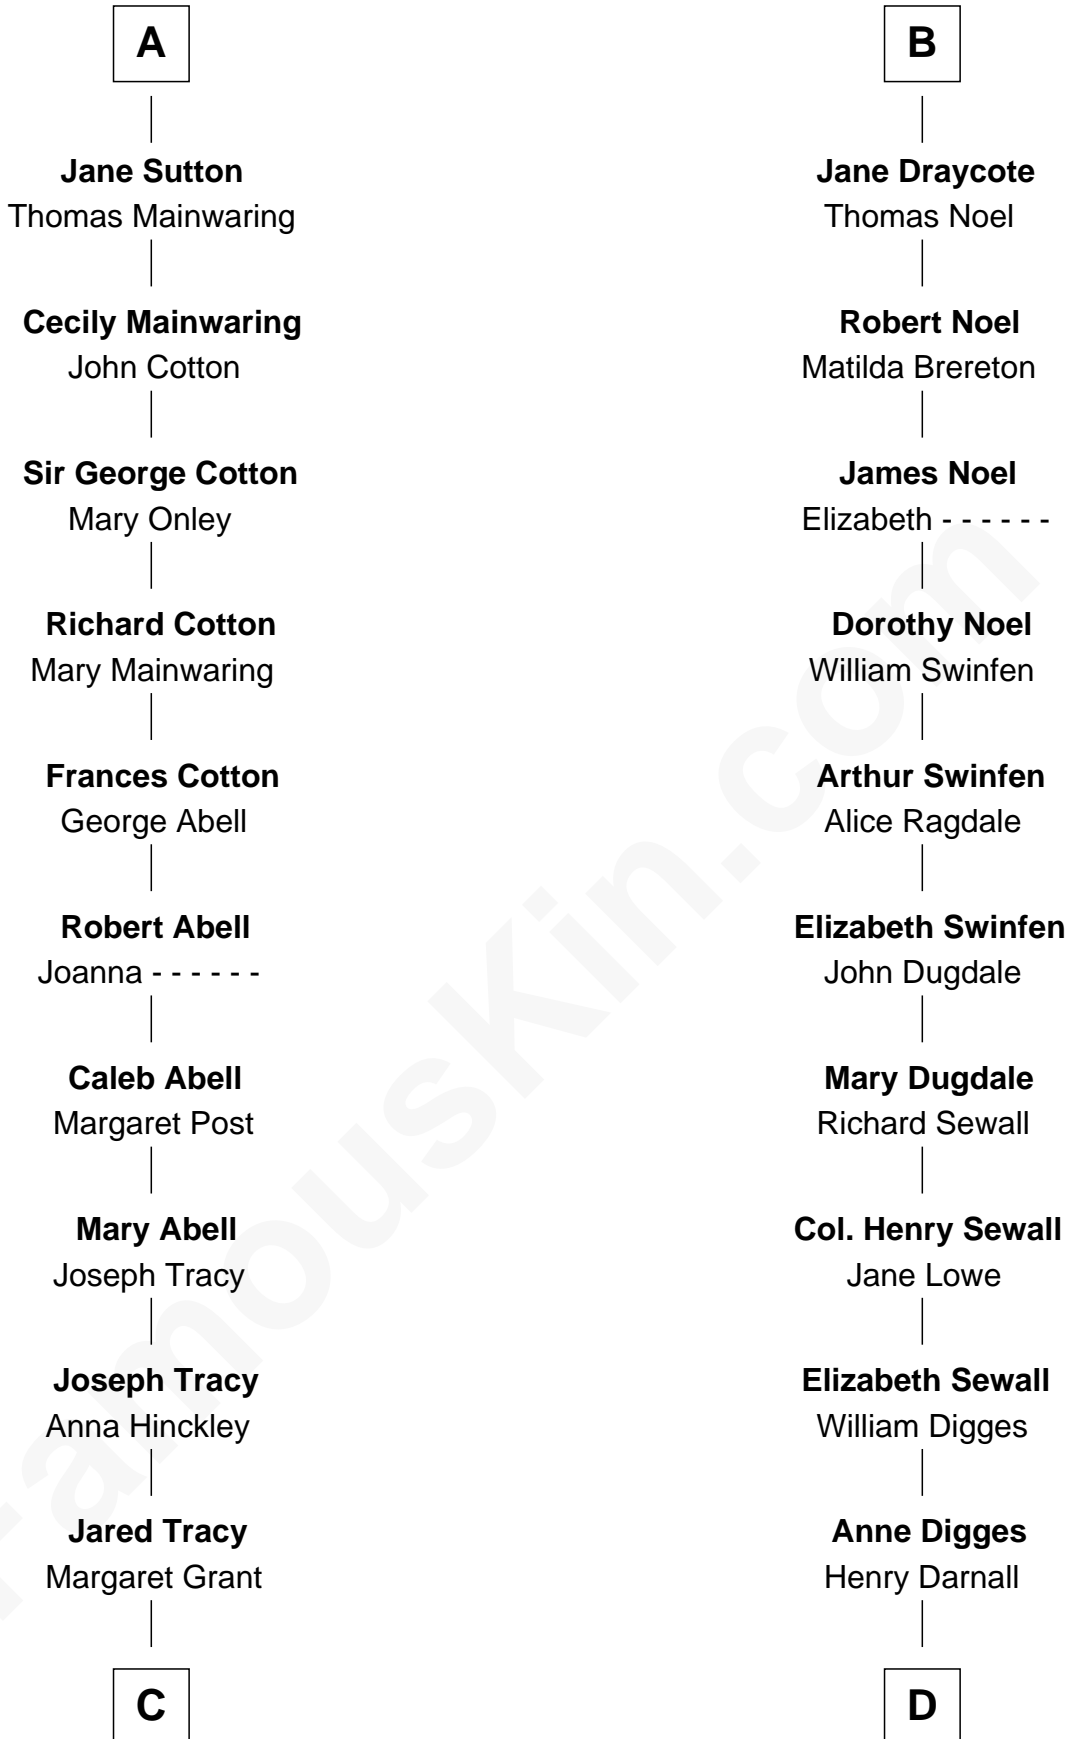 A
Jane Sutton
Thomas Mainwaring
Cecily Mainwaring
John Cotton
Sir George Cotton
Mary Onley
Richard Cotton
Mary Mainwaring
Frances Cotton
George Abell
Robert Abell
Joanna - - - - - -
Caleb Abell
Margaret Post
Mary Abell
Joseph Tracy
Joseph Tracy
Anna Hinckley
Jared Tracy
Margaret Grant
C
B
Jane Draycote
Thomas Noel
Robert Noel
Matilda Brereton
James Noel
Elizabeth - - - - - -
Dorothy Noel
William Swinfen
Arthur Swinfen
Alice Ragdale
Elizabeth Swinfen
John Dugdale
Mary Dugdale
Richard Sewall
Col. Henry Sewall
Jane Lowe
Elizabeth Sewall
William Digges
Anne Digges
Henry Darnall
D
FamousKin.com